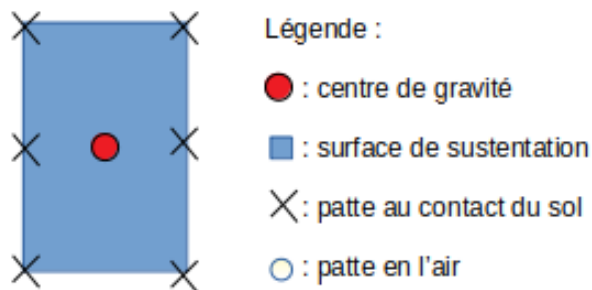 Légende :
: centre de gravité
: surface de sustentation
: patte au contact du sol
: patte en l'air